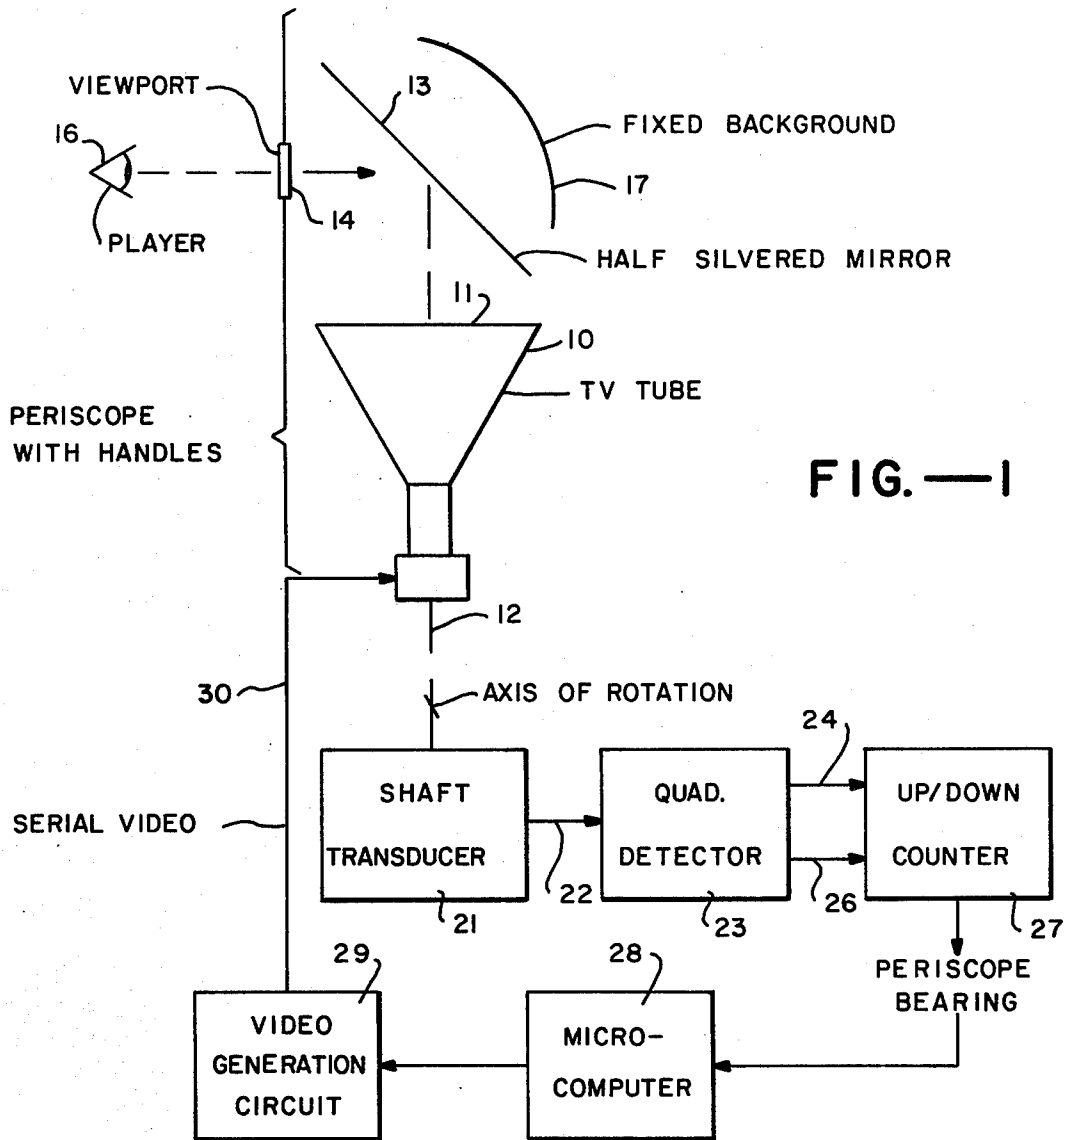 VIEWPORT
13
16
FIXED BACKGROUND
17
14
PLAYER
HALF SILVERED MIRROR
11
10
TV TUBE
PERISCOPE
WITH HANDLES
FIG.—1
12
30
AXIS OF ROTATION
24
SHAFT
TRANSDUCER
QUAD.
DETECTOR
UP/DOWN
COUNTER
SERIAL VIDEO
22
26
21
23
27
29
28
PERISCOPE
BEARING
VIDEO
GENERATION
CIRCUIT
MICRO-
COMPUTER